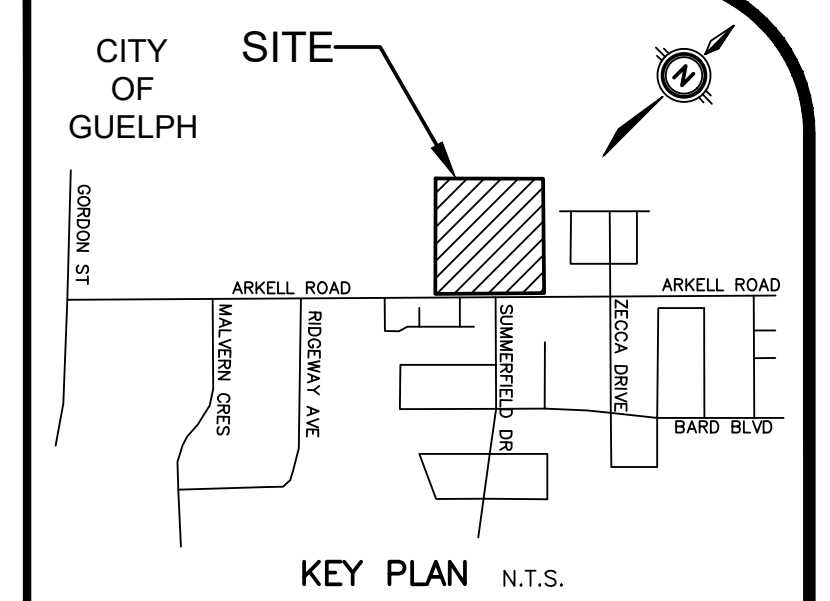 CITY
OF
GUELPH
SITE
N
GORDON ST
ARKELL ROAD
ARKELL ROAD
MALVERN CRES
RIDGEWAY AVE
SUMMERFIELD DR
ZECCA DRIVE
BARD BLVD
KEY PLAN N.T.S.